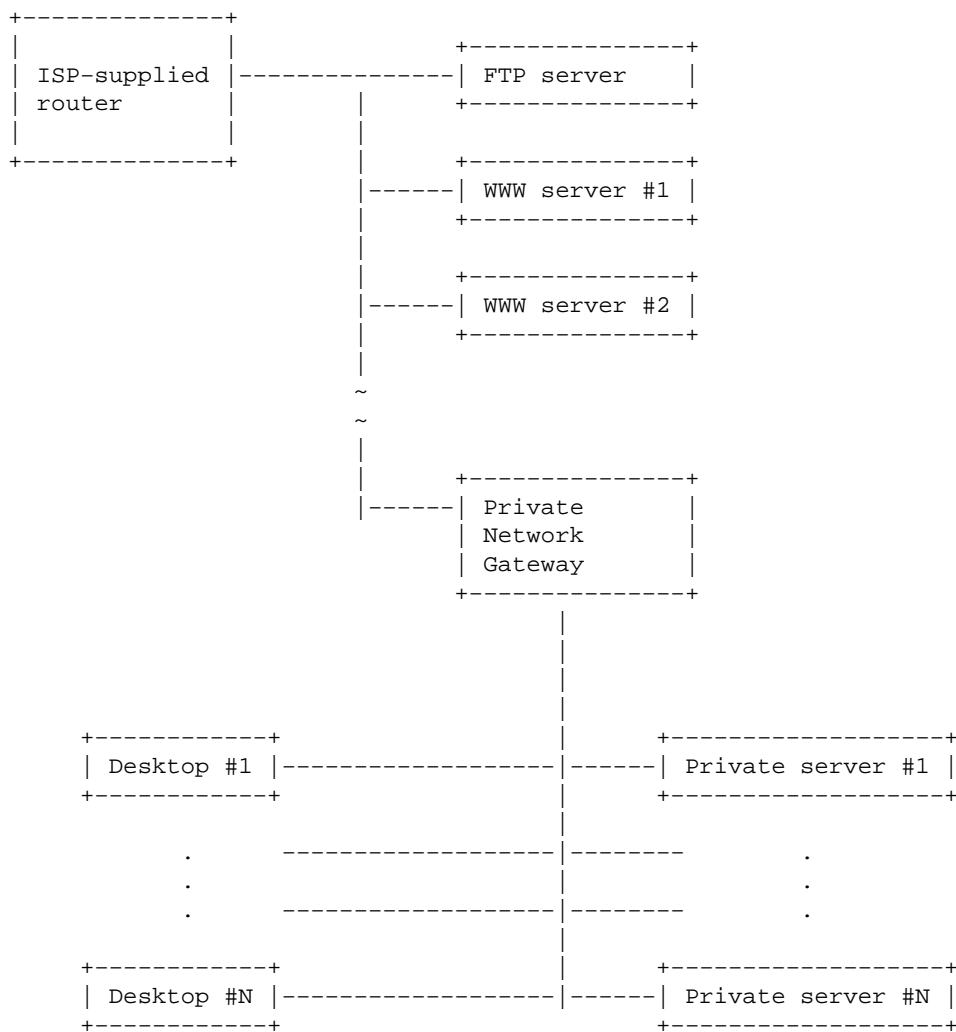 ISP-supplied
router
FTP server
WWW server #1
WWW server #2
Private
Network
Gateway
Desktop #1
Private server #1
Desktop #N
Private server #N